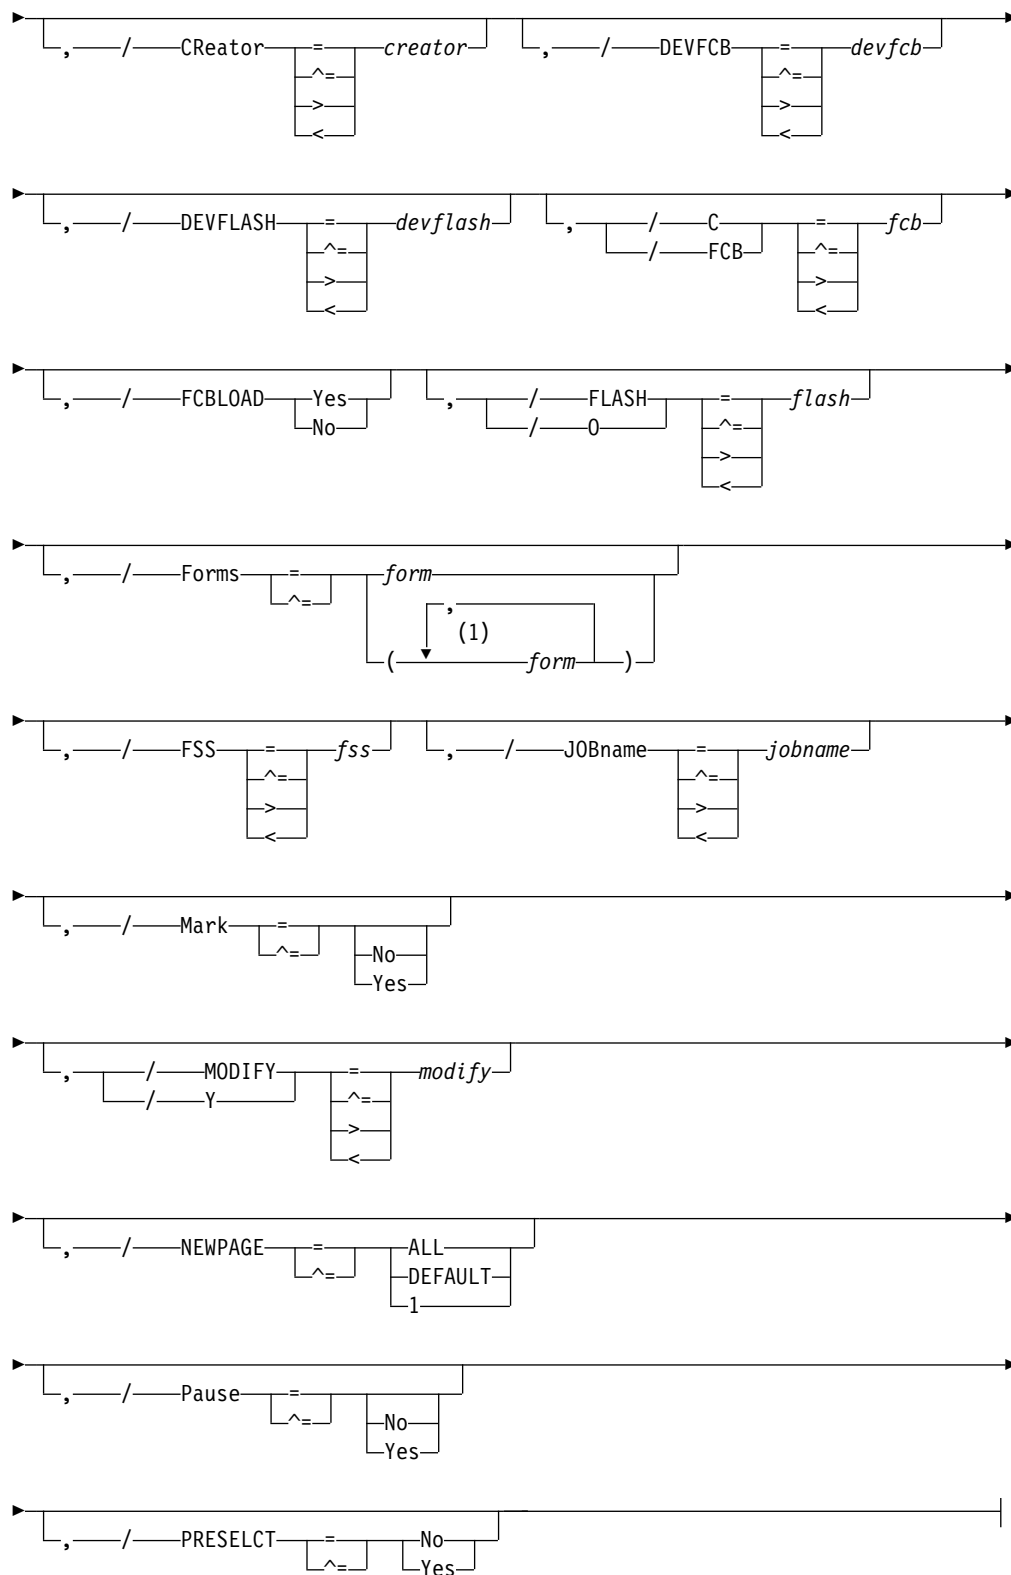 , / CReator = creator , / DEVFCB = devfcb
^= ^=
> >
< <
, / DEVFLASH = devflash , / C = fcb
^= / FCB ^=
> >
< <
, / FCBLOAD Yes , / FLASH = flash
No / O ^=
>
<
, / Forms = form
^= ,
(1)
( form )
, / FSS = fss , / JOBname = jobname
^= ^=
> >
< <
, / Mark =
^= No
Yes
, / MODIFY = modify
/ Y ^=
>
<
, / NEWPAGE = ALL
^= DEFAULT
1
, / Pause =
^= No
Yes
, / PRESELCT = No
^= Yes